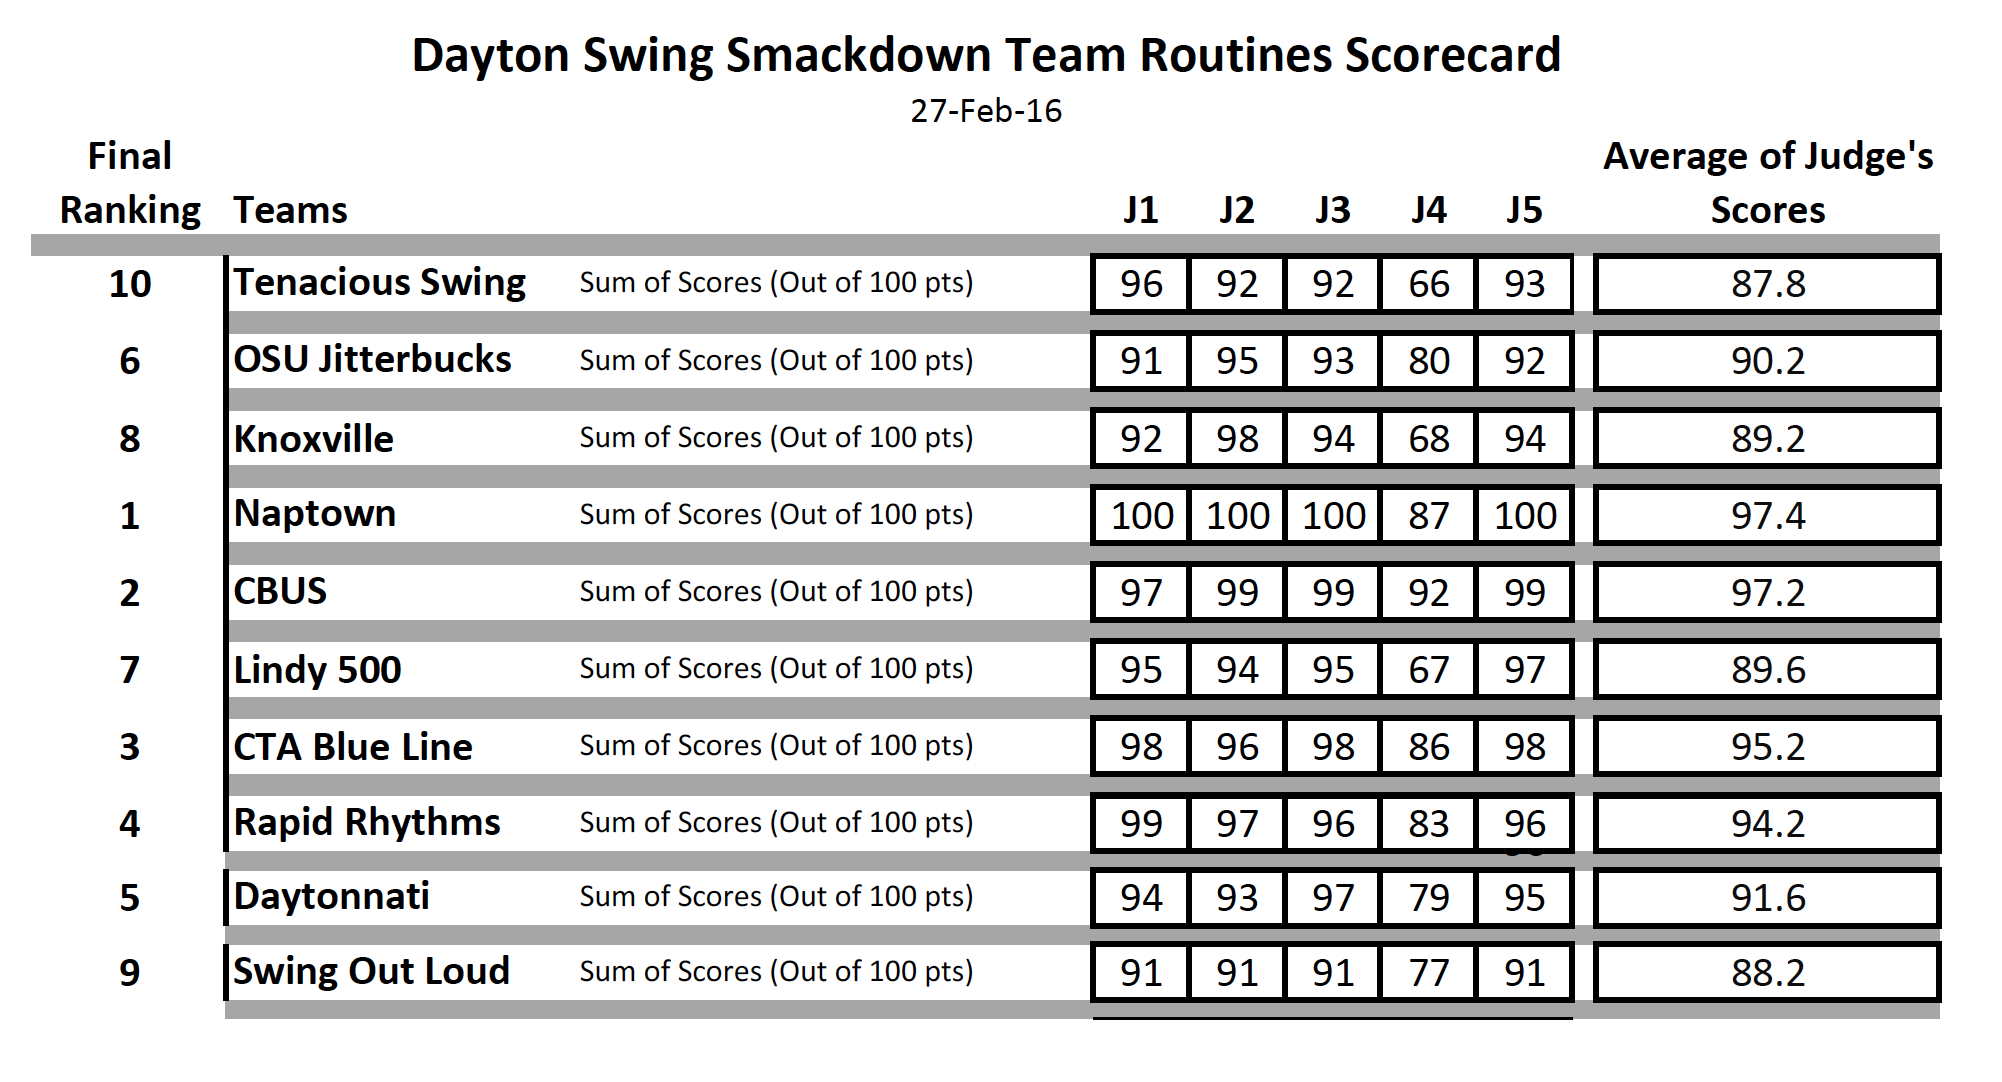 Dayton Swing Smackdown Team Routines Scorecard
27-Feb-16
Final Ranking Teams J1 J2 J3 J4 J5 Average of Judge's Scores
10 Tenacious Swing Sum of Scores (Out of 100 pts) 96 92 92 66 93 87.8
6 OSU Jitterbucks Sum of Scores (Out of 100 pts) 91 95 93 80 92 90.2
8 Knoxville Sum of Scores (Out of 100 pts) 92 98 94 68 94 89.2
1 Naptown Sum of Scores (Out of 100 pts) 100 100 100 87 100 97.4
2 CBUS Sum of Scores (Out of 100 pts) 97 99 99 92 99 97.2
7 Lindy 500 Sum of Scores (Out of 100 pts) 95 94 95 67 97 89.6
3 CTA Blue Line Sum of Scores (Out of 100 pts) 98 96 98 86 98 95.2
4 Rapid Rhythms Sum of Scores (Out of 100 pts) 99 97 96 83 96 94.2
5 Daytonnati Sum of Scores (Out of 100 pts) 94 93 97 79 95 91.6
9 Swing Out Loud Sum of Scores (Out of 100 pts) 91 91 91 77 91 88.2